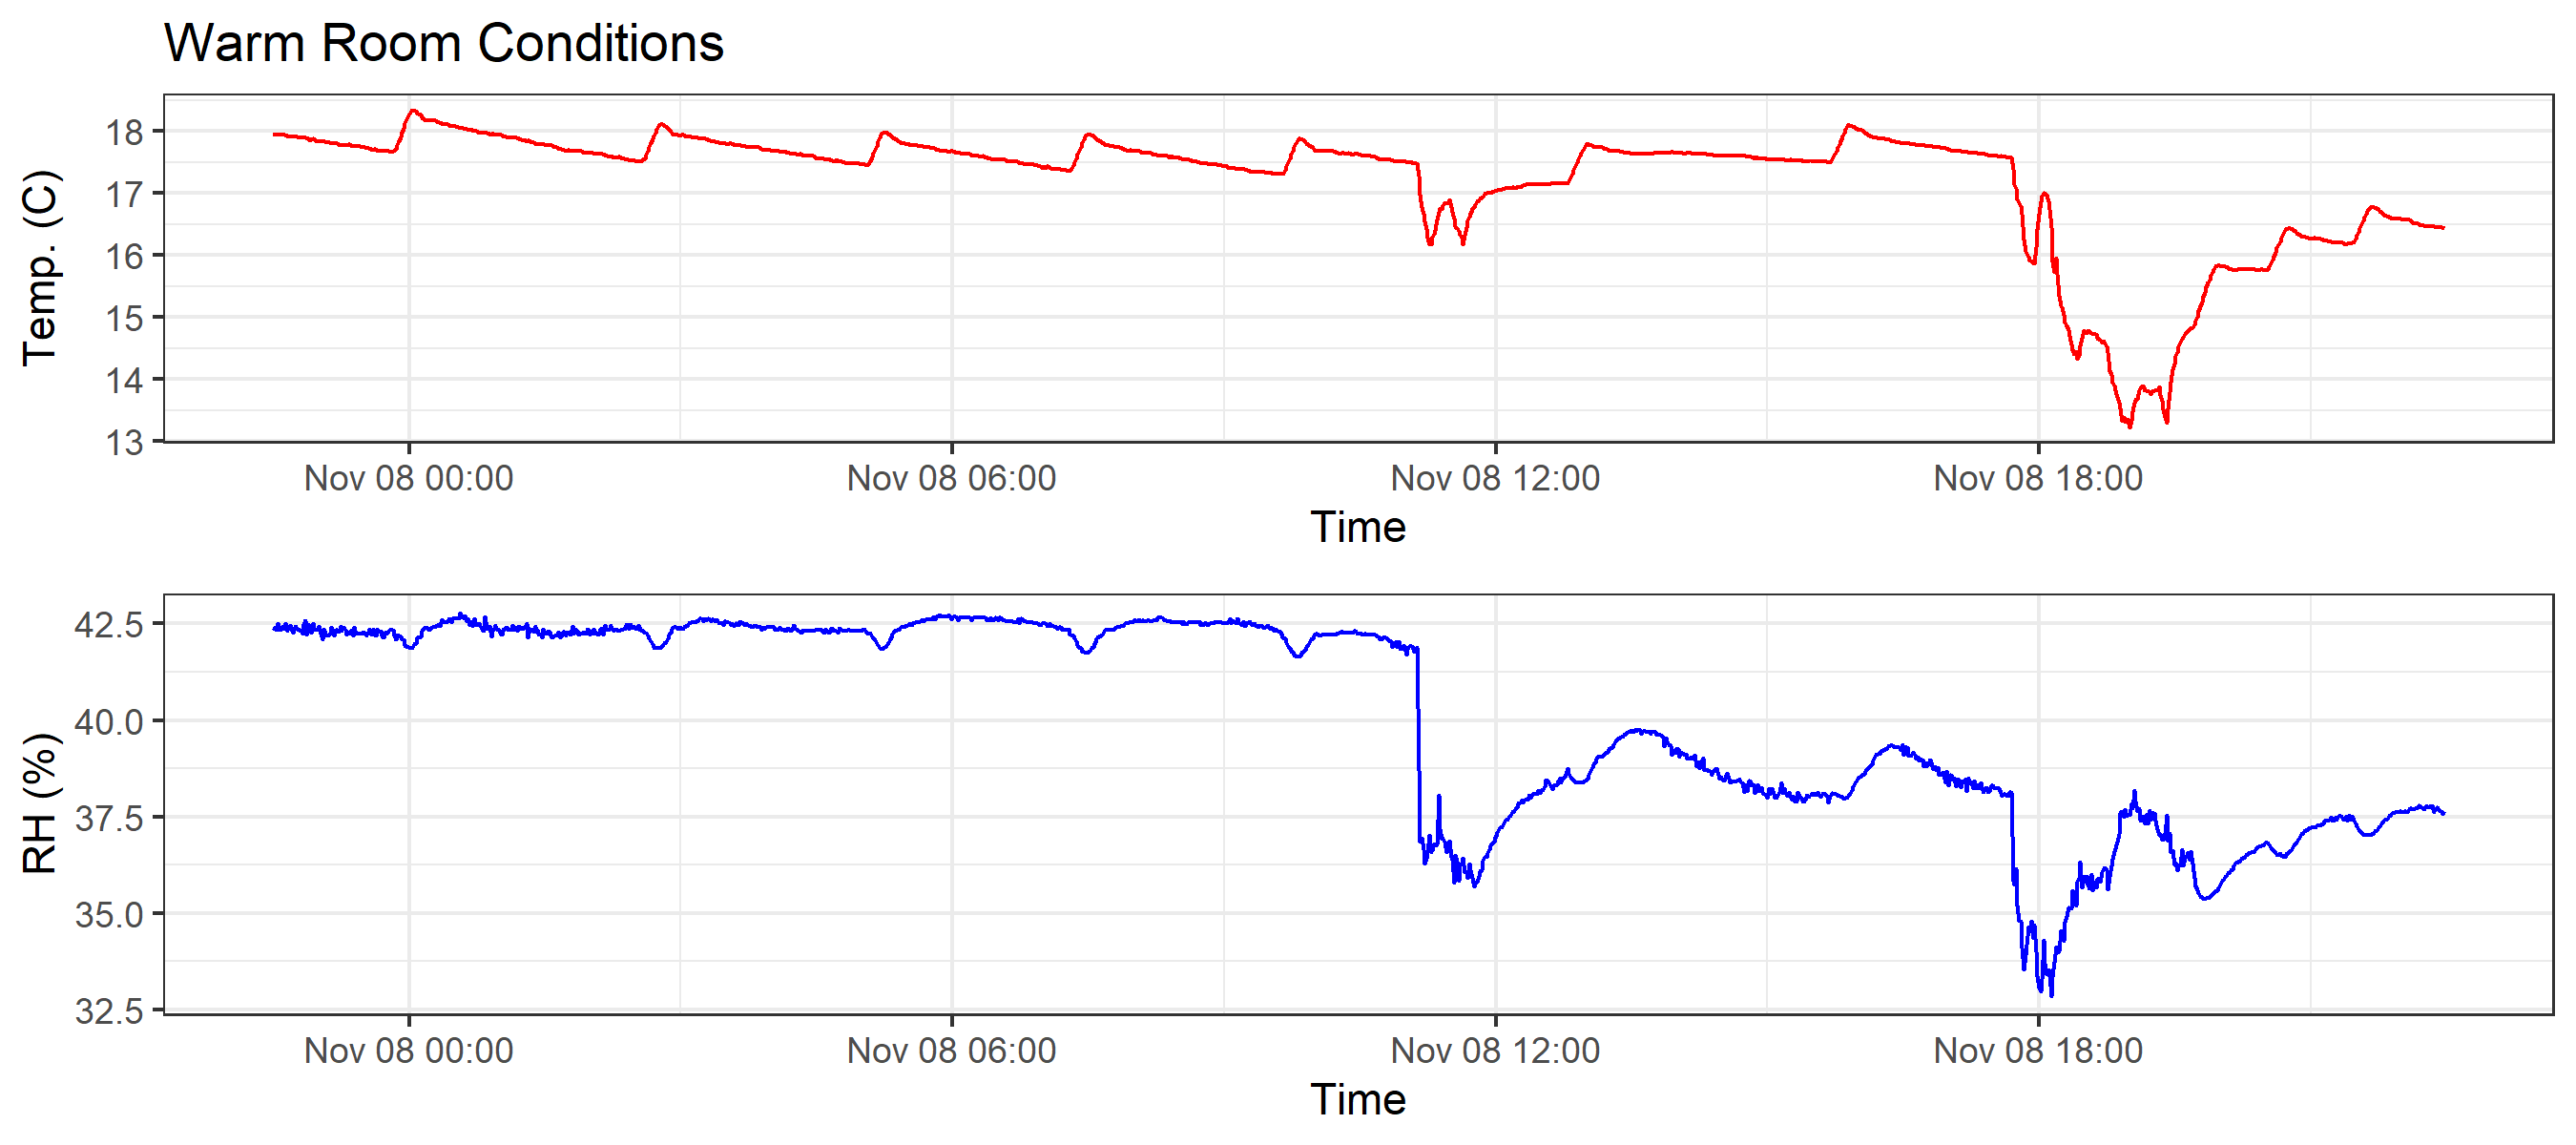 Warm Room Conditions
Temp. (C)
18
17
16
15
14
13
Nov 08 00:00 Nov 08 06:00 Nov 08 12:00 Nov 08 18:00
Time
RH (%)
42.5
40.0
37.5
35.0
32.5
Nov 08 00:00 Nov 08 06:00 Nov 08 12:00 Nov 08 18:00
Time